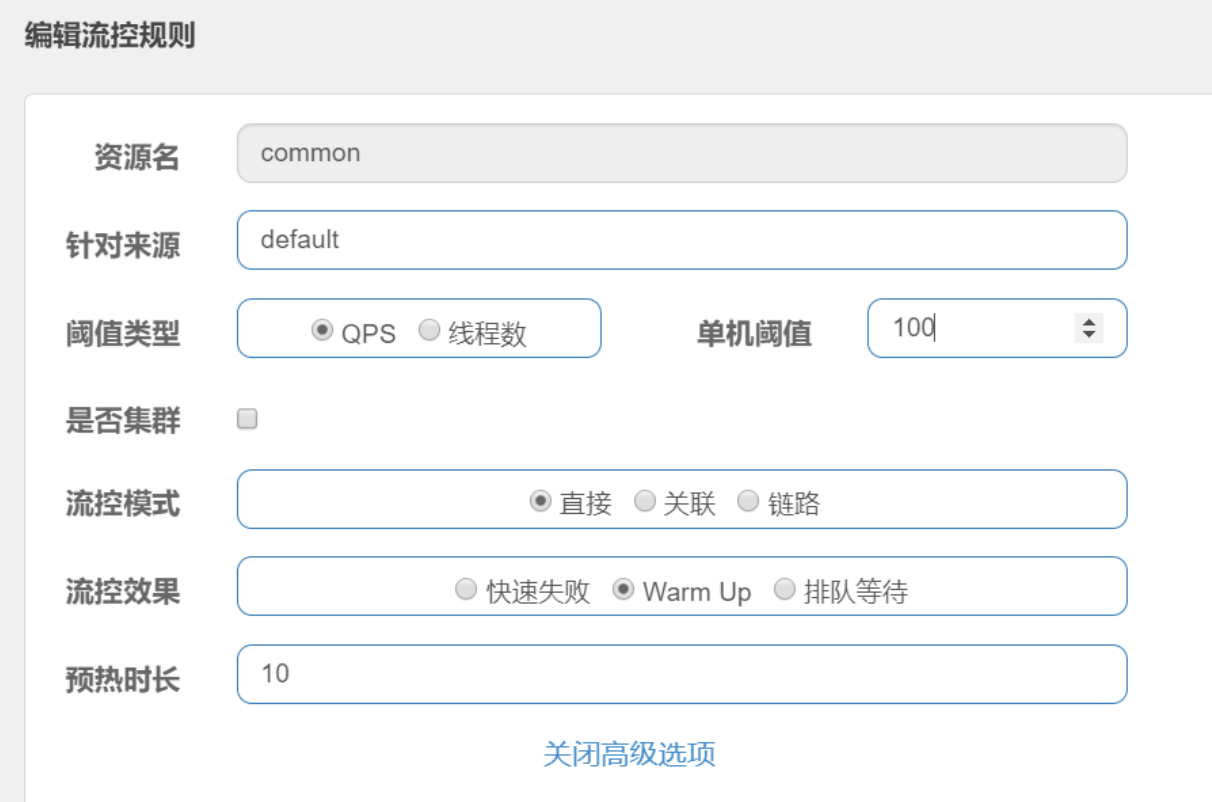 编辑流控规则
资源名 common
针对来源 default
阈值类型 QPS 线程数 单机阈值 100
是否集群
流控模式 直接 关联 链路
流控效果 快速失败 Warm Up 排队等待
预热时长 10
关闭高级选项